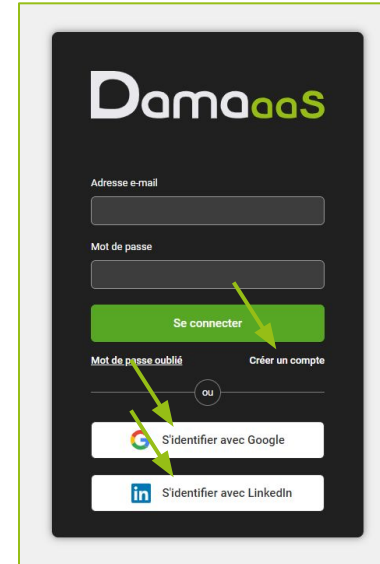 Damaaas
Adresse e-mail
Mot de passe
Se connecter
Mot de passe oublié Créer un compte
ou
S'identifier avec Google
in S'identifier avec LinkedIn